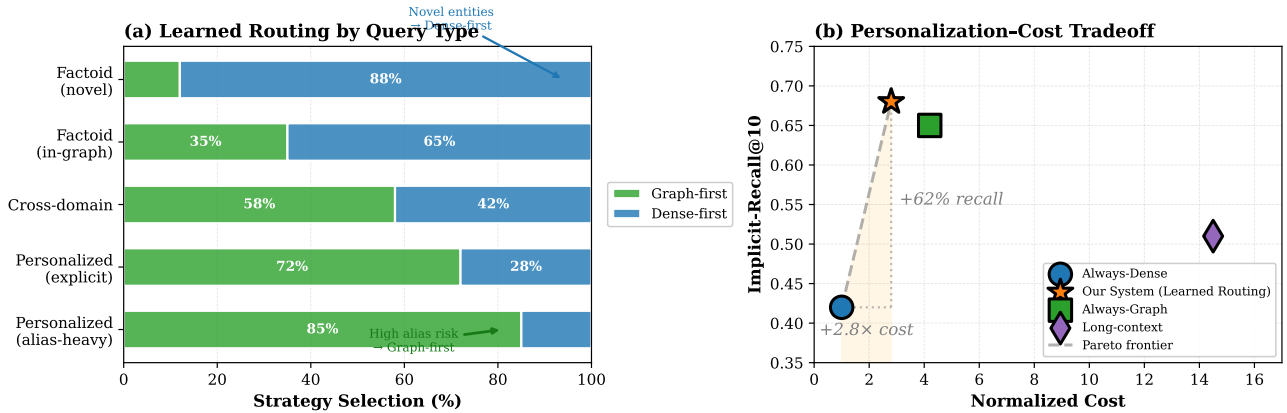 Novel entities
→ Dense-first
(a) Learned Routing by Query Type
Factoid
(novel)
88%
Factoid
(in-graph)
35%
65%
Cross-domain
58%
42%
Personalized
(explicit)
72%
28%
Personalized
(alias-heavy)
85%
High alias risk
→ Graph-first
0
20
40
60
80
100
Strategy Selection (%)
Graph-first
Dense-first
(b) Personalization–Cost Tradeoff
Implicit-Recall@10
0.75
0.70
0.65
0.60
0.55
0.50
0.45
0.40
0.35
+62% recall
+2.8× cost
Always-Dense
Our System (Learned Routing)
Always-Graph
Long-context
Pareto frontier
0
2
4
6
8
10
12
14
16
Normalized Cost